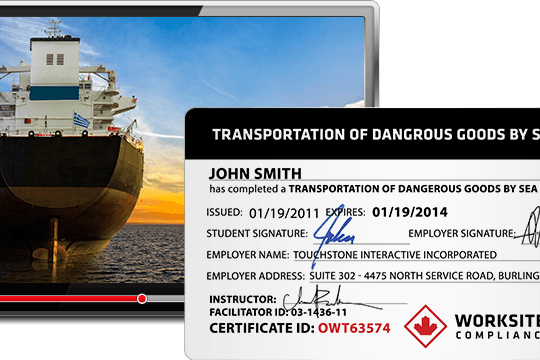 TRANSPORTATION OF DANGROUS GOODS BY S
JOHN SMITH
has completed a TRANSPORTATION OF DANGEROUS GOODS BY SEA
ISSUED: 01/19/2011 EXPIRES: 01/19/2014
STUDENT SIGNATURE: John EMPLOYER SIGNATURE:
EMPLOYER NAME: TOUCHSTONE INTERACTIVE INCORPORATED
EMPLOYER ADDRESS: SUITE 302 - 4475 NORTH SERVICE ROAD, BURLING
INSTRUCTOR:
FACILITATOR ID: 03-1436-11
CERTIFICATE ID: OWT63574
WORKSITE
COMPLIANC